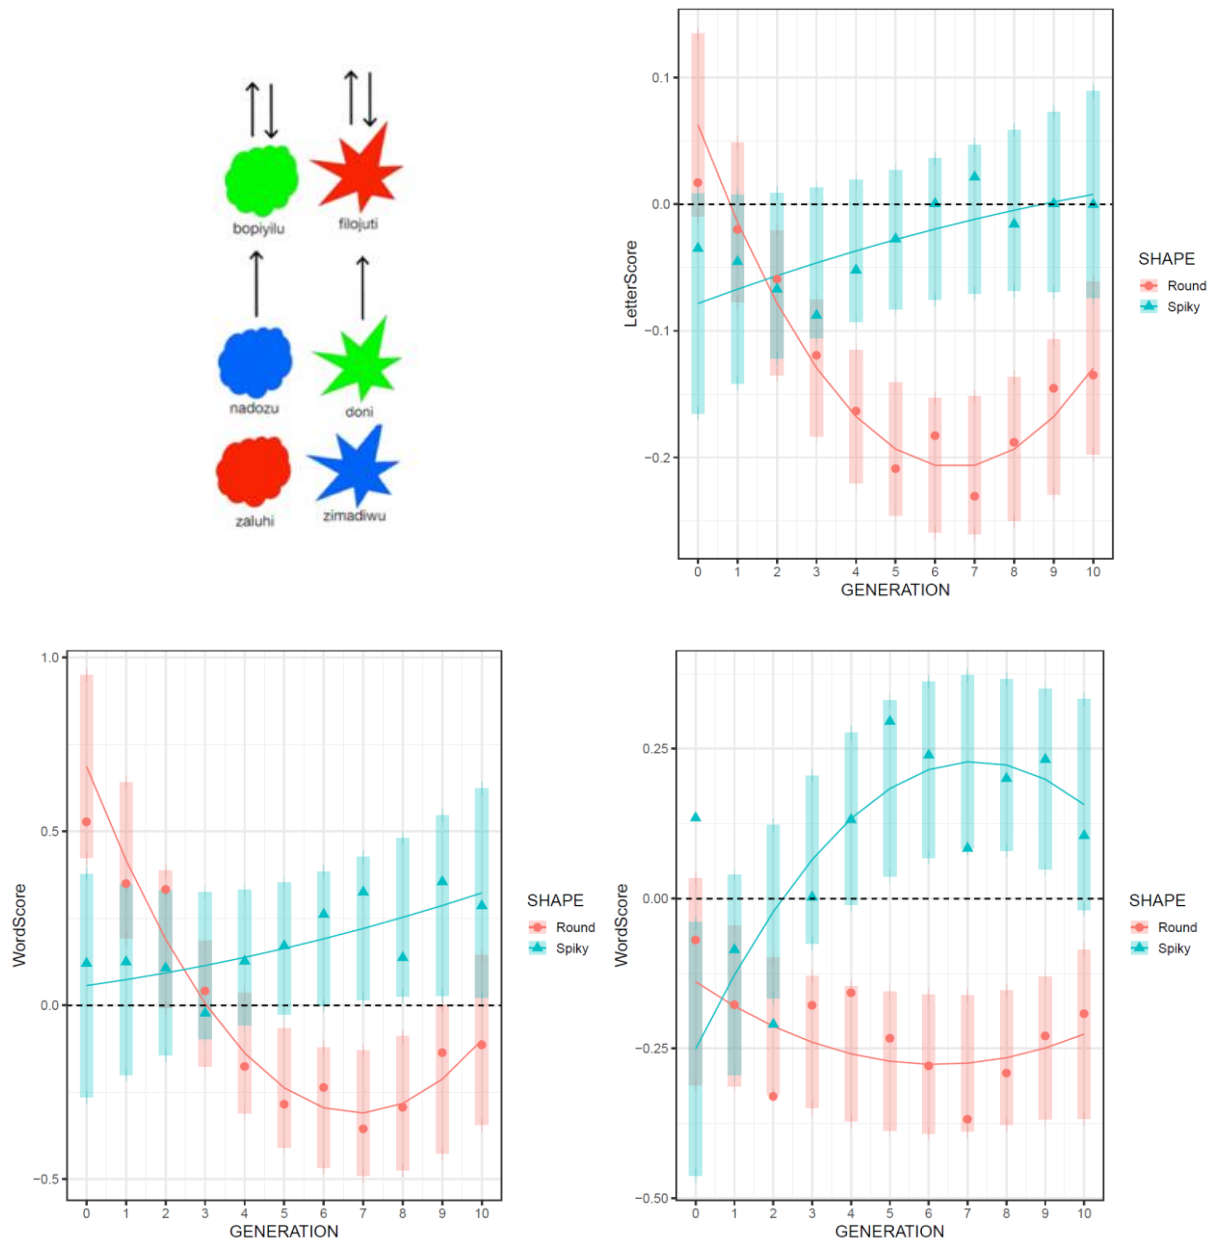 bopiyilu
filojuti
nadozu
doni
zaluhi
zimadiwu
0.1
0.0
−0.1
−0.2
LetterScore
0 1 2 3 4 5 6 7 8 9 10
GENERATION
SHAPE
Round
Spiky
1.0
0.5
0.0
−0.5
WordScore
0 1 2 3 4 5 6 7 8 9 10
GENERATION
SHAPE
Round
Spiky
0.25
0.00
−0.25
−0.50
WordScore
0 1 2 3 4 5 6 7 8 9 10
GENERATION
SHAPE
Round
Spiky